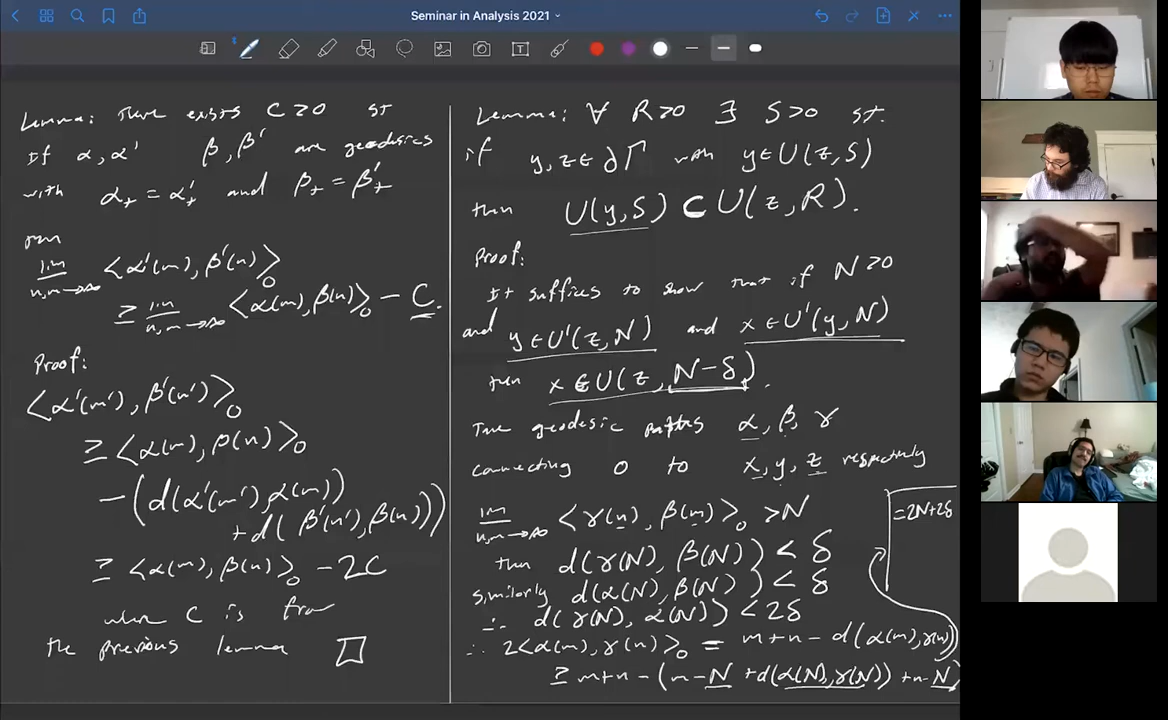 Seminar in Analysis 2021
Lemma: There exists C≥0 st
If α, α' β, β' are geodesics
with α₊ = α'₊ and β₊ = β'₊
then
lim n,m→∞ <α'(m), β'(n)>₀
≥ lim n,m→∞ <α(m), β(n)>₀ - C.
Proof:
<α'(m'), β'(n')>₀
≥ <α(m), β(n)>₀
- (d(α'(m'), α(m))
+ d(β'(n'), β(n)))
≥ <α(m), β(n)>₀ - 2C
where C is from
the previous lemma □
Lemma: ∀ R>0 ∃ S>0 st.
if y, z ∈ ∂Γ with y ∈ U(z, S)
then U(y, S) ⊂ U(z, R).
Proof:
It suffices to show that if N≥0
and y ∈ U'(z, N) and x ∈ U'(y, N)
then x ∈ U(z, N-δ).
Take geodesic α, β, γ
connecting 0 to x, y, z respectively
lim n,m→∞ <γ(n), β(m)>₀ > N
then d(γ(N), β(N)) < δ
similarly d(α(N), β(N)) < δ
∴ d(γ(N), α(N)) < 2δ
∴ 2<α(m), γ(n)>₀ = m+n - d(α(m), γ(n))
≥ m+n - (m-N + d(α(N), γ(N)) + n-N)
= 2N+2δ